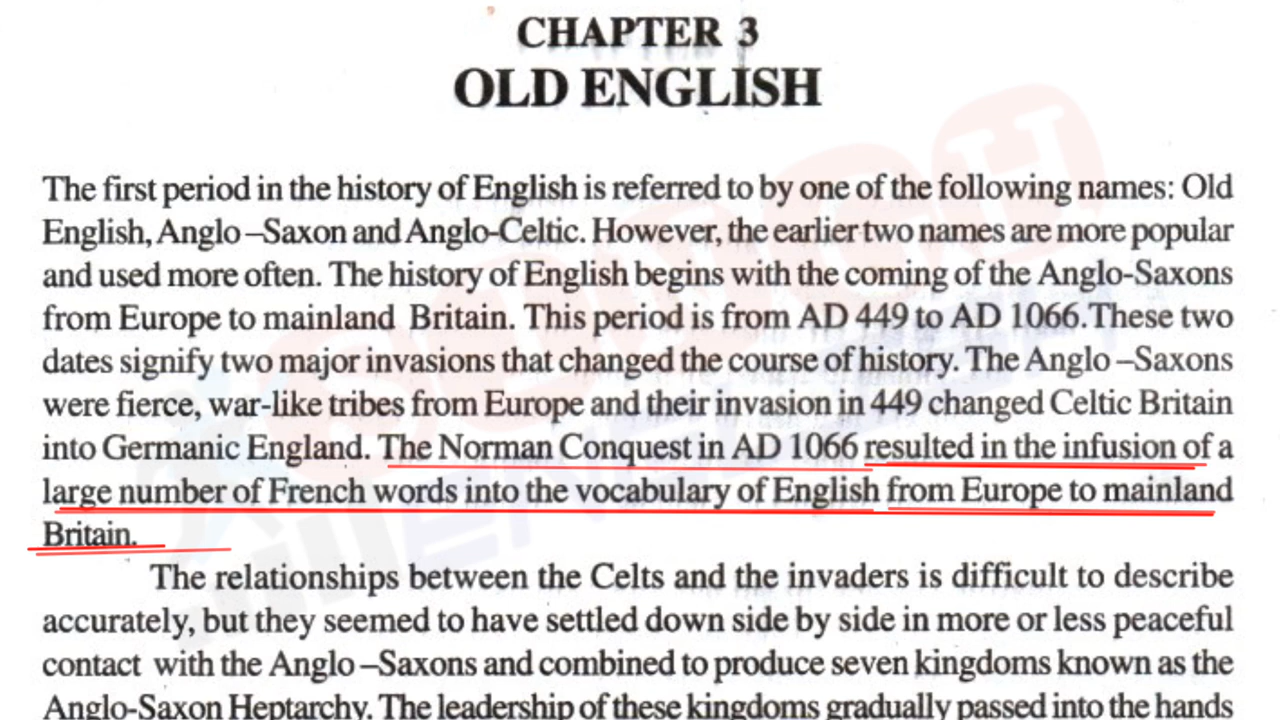 CHAPTER 3
OLD ENGLISH
The first period in the history of English is referred to by one of the following names: Old
English, Anglo –Saxon and Anglo-Celtic. However, the earlier two names are more popular
and used more often. The history of English begins with the coming of the Anglo-Saxons
from Europe to mainland Britain. This period is from AD 449 to AD 1066.These two
dates signify two major invasions that changed the course of history. The Anglo –Saxons
were fierce, war-like tribes from Europe and their invasion in 449 changed Celtic Britain
into Germanic England. The Norman Conquest in AD 1066 resulted in the infusion of a
large number of French words into the vocabulary of English from Europe to mainland
Britain.
The relationships between the Celts and the invaders is difficult to describe
accurately, but they seemed to have settled down side by side in more or less peaceful
contact with the Anglo –Saxons and combined to produce seven kingdoms known as the
Anglo-Saxon Heptarchy. The leadership of these kingdoms gradually passed into the hands